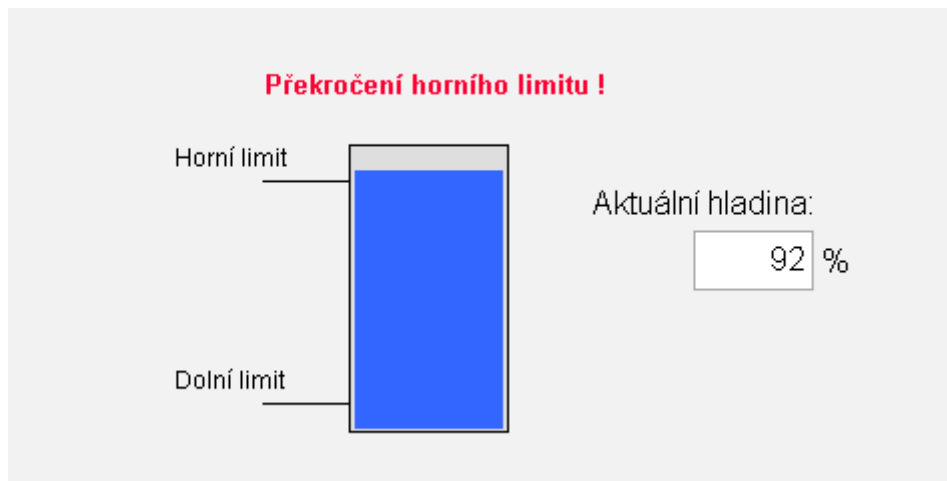 Překročení horního limitu !
Horní limit
Aktuální hladina:
92 %
Dolní limit